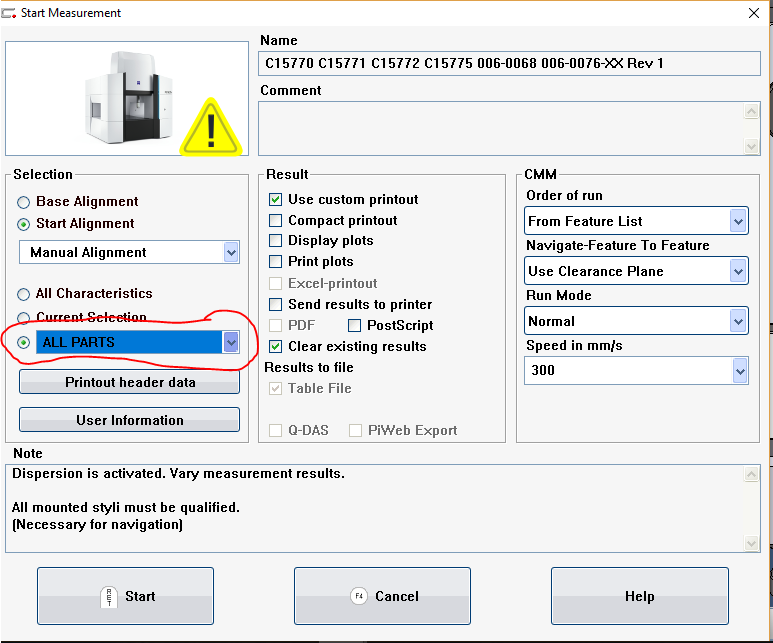 Start Measurement
Name
C15770 C15771 C15772 C15775 006-0068 006-0076-XX Rev 1
Comment
Selection
Base Alignment
Start Alignment
Manual Alignment
All Characteristics
Current Selection
ALL PARTS
Printout header data
User Information
Result
Use custom printout
Compact printout
Display plots
Print plots
Excel-printout
Send results to printer
PDF PostScript
Clear existing results
Results to file
Table File
Q-DAS PiWeb Export
CMM
Order of run
From Feature List
Navigate-Feature To Feature
Use Clearance Plane
Run Mode
Normal
Speed in mm/s
300
Note
Dispersion is activated. Vary measurement results.
All mounted styli must be qualified.
(Necessary for navigation)
RET Start
F4 Cancel
Help